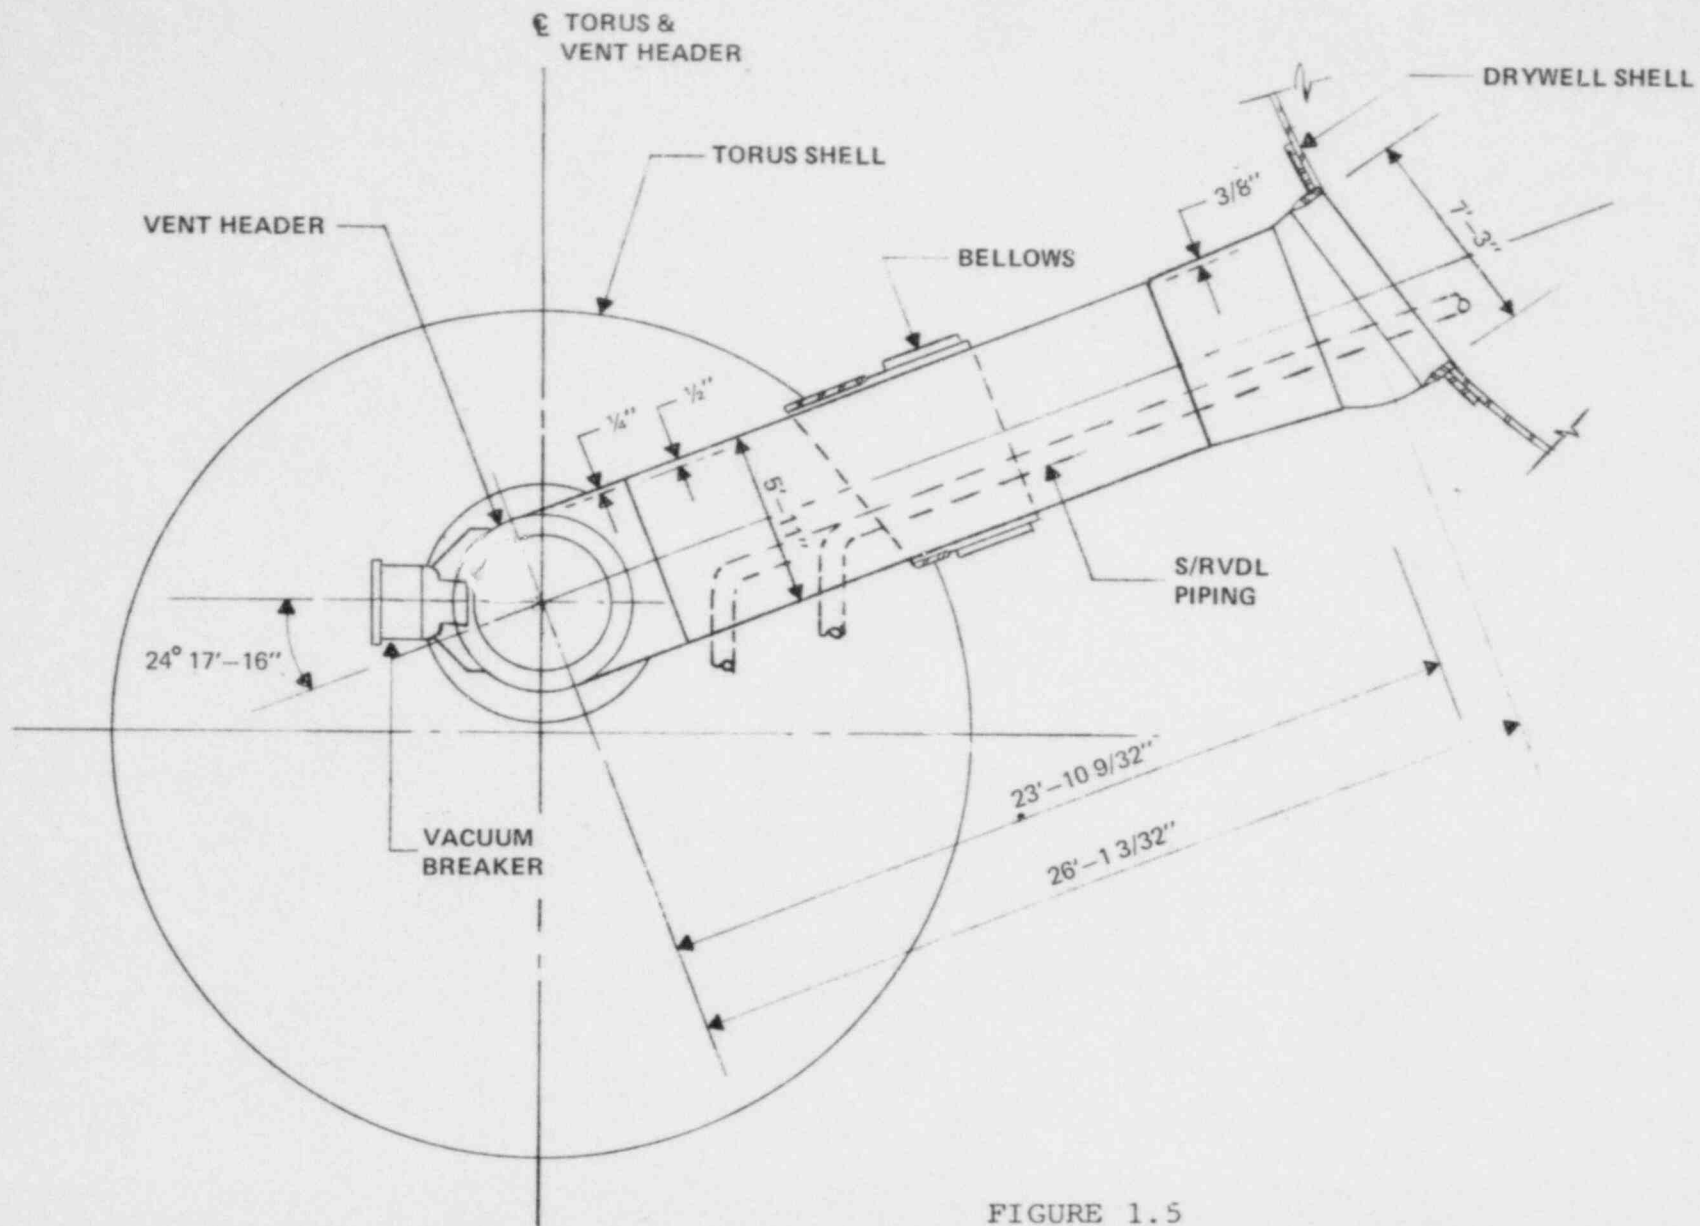 ℄ TORUS &
VENT HEADER
DRYWELL SHELL
TORUS SHELL
3/8"
7'-3"
VENT HEADER
BELLOWS
1/2"
1/4"
5'-11"
S/RVDL
PIPING
24° 17'-16"
23'-10 9/32"
VACUUM
BREAKER
26'-1 3/32"
FIGURE 1.5